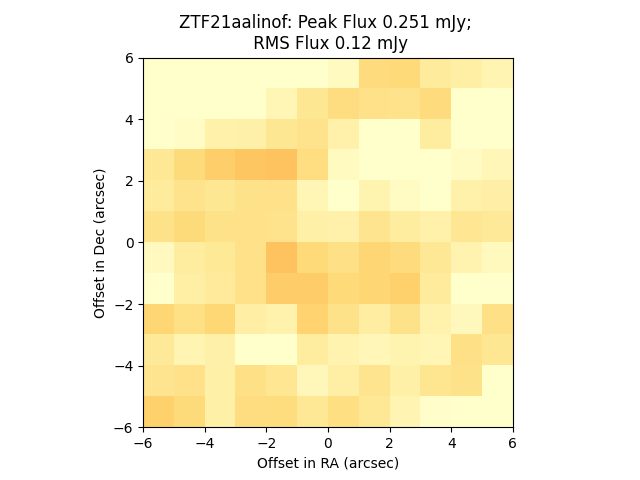 ZTF21aalinof: Peak Flux 0.251 mJy;
RMS Flux 0.12 mJy
6
4
2
0
−2
−4
−6
Offset in Dec (arcsec)
−6 −4 −2 0 2 4 6
Offset in RA (arcsec)